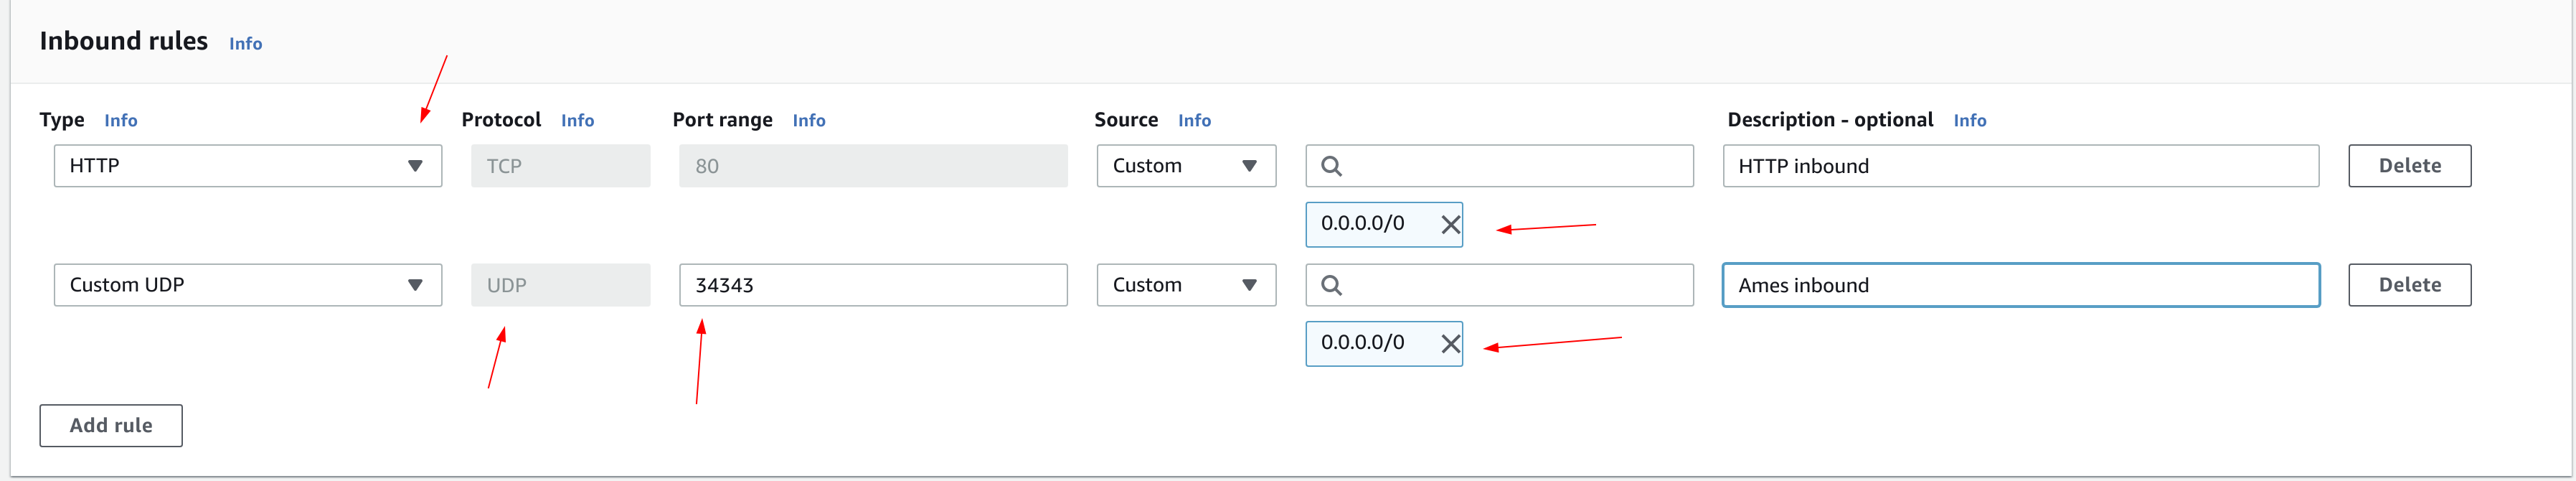 Inbound rules Info
Type Info Protocol Info Port range Info Source Info Description - optional Info
HTTP TCP 80 Custom HTTP inbound Delete
0.0.0.0/0
Custom UDP UDP 34343 Custom Ames inbound Delete
0.0.0.0/0
Add rule